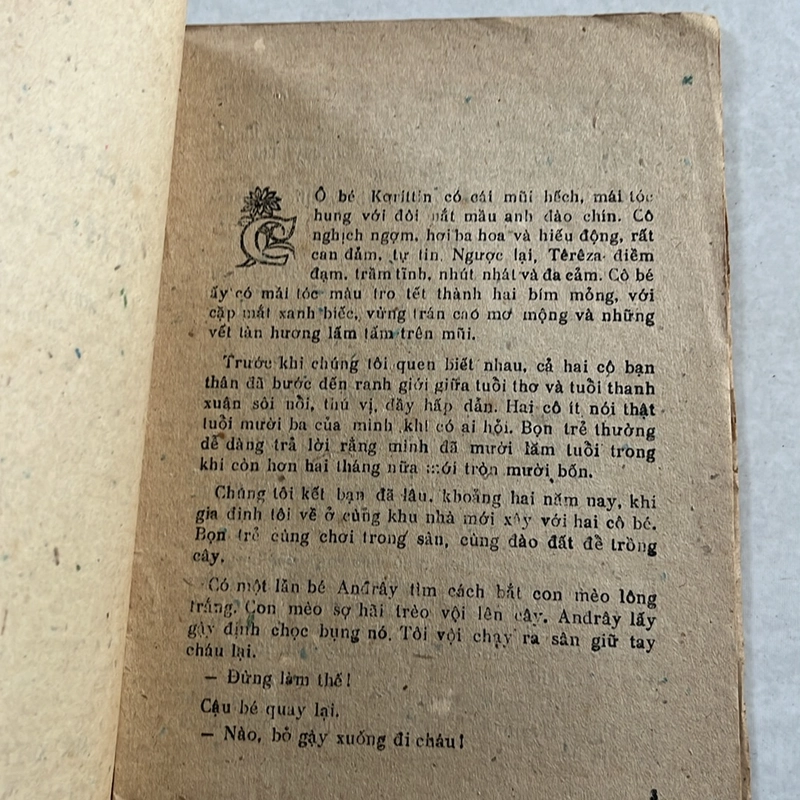 CÔ bé Kơrittin có cái mũi hếch, mái tóc
hung với đôi mắt mầu anh đào chín. Cô
nghịch ngợm, hơi ba hoa và hiếu động, rất
can đảm, tự tin. Ngược lại, Têrêza điềm
đạm, trầm tĩnh, nhút nhát và đa cảm. Cô bé
ấy có mái tóc màu tro tết thành hai bím mỏng, với
cặp mắt xanh biếc, vừng trán cao mơ mộng và những
vết tàn hương lấm tấm trên mũi.
Trước khi chúng tôi quen biết nhau, cả hai cô bạn
thân đã bước đến ranh giới giữa tuổi thơ và tuổi thanh
xuân sôi nổi, thú vị, đầy hấp dẫn. Hai cô ít nói thật
tuổi mười ba của mình khi có ai hỏi. Bọn trẻ thường
dễ dàng trả lời rằng mình đã mười lăm tuổi trong
khi còn hơn hai tháng nữa mới tròn mười bốn.
Chúng tôi kết bạn đã lâu, khoảng hai năm nay, khi
gia đình tôi về ở cùng khu nhà mới xây với hai cô bé.
Bọn trẻ cùng chơi trong sân, cùng đào đất để trồng
cây.
Có một lần bé Anđrây tìm cách bắt con mèo lông
trắng. Con mèo sợ hãi trèo vội lên cây. Anđrây lấy
gậy định chọc bụng nó. Tôi vội chạy ra sân giữ tay
cháu lại.
— Đừng làm thế!
Cậu bé quay lại.
— Nào, bỏ gậy xuống đi cháu!
3